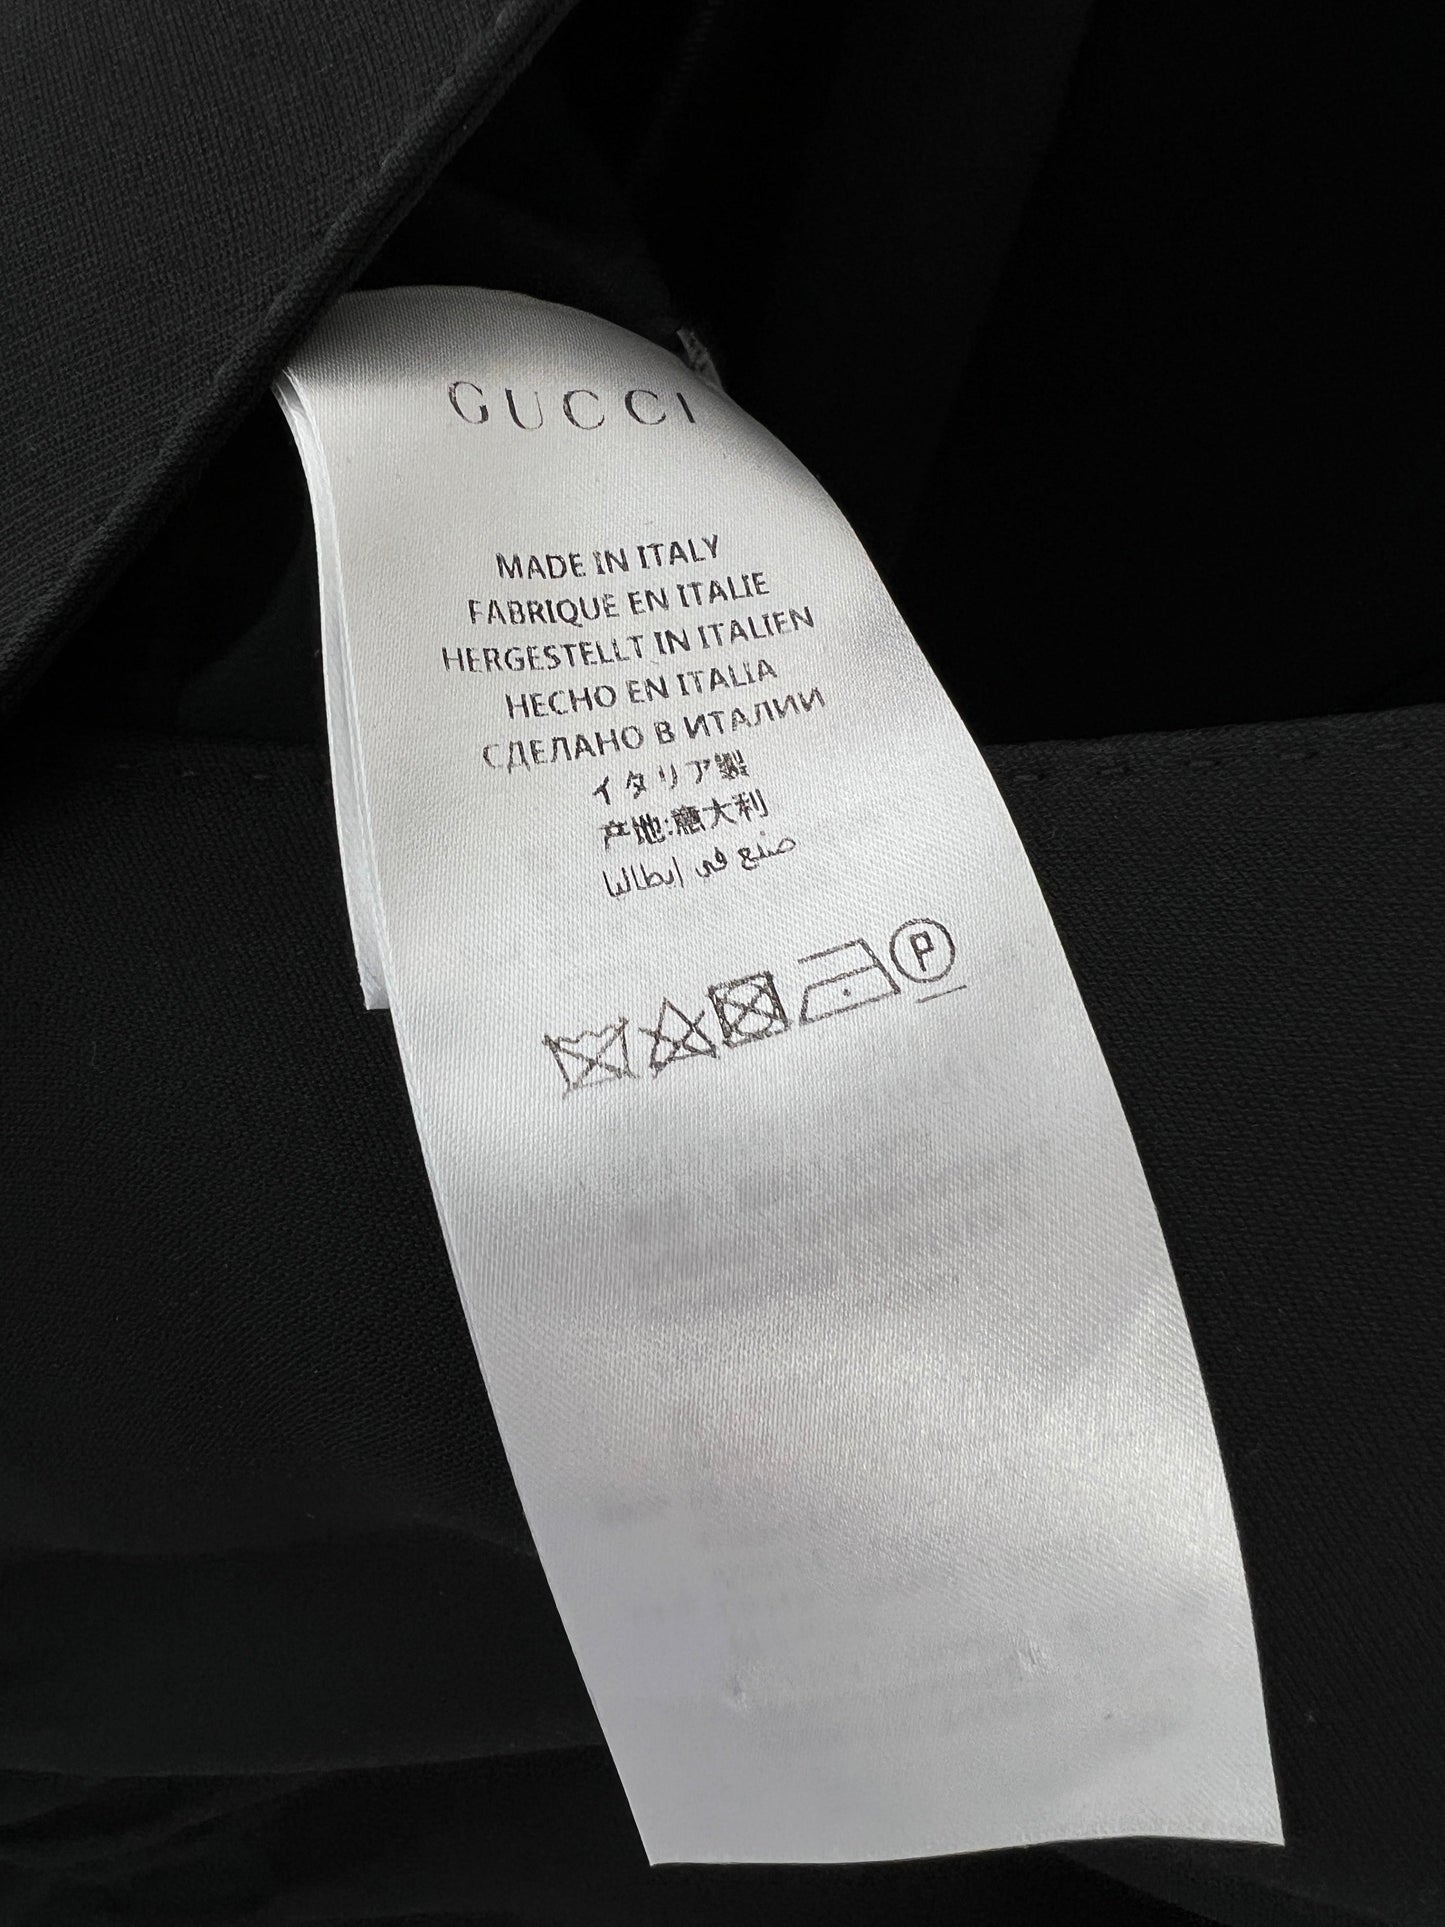 GUCCI
MADE IN ITALY
FABRIQUE EN ITALIE
HERGESTELLT IN ITALIEN
HECHO EN ITALIA
СДЕЛАНО В ИТАЛИИ
イタリア製
产地:意大利
صنع في إيطاليا
P